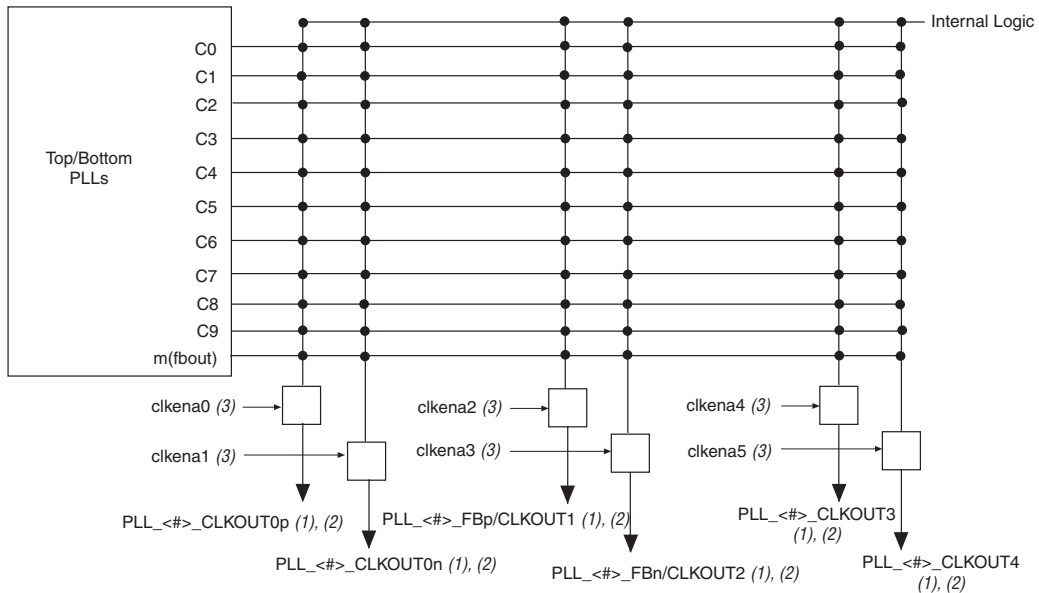 Internal Logic
C0
C1
C2
C3
Top/Bottom
PLLs
C4
C5
C6
C7
C8
C9
m(fbout)
clkena0 (3)
clkena2 (3)
clkena4 (3)
clkena1 (3)
clkena3 (3)
clkena5 (3)
PLL_<#>_CLKOUT0p (1), (2)
PLL_<#>_FBp/CLKOUT1 (1), (2)
PLL_<#>_CLKOUT3
(1), (2)
PLL_<#>_CLKOUT0n (1), (2)
PLL_<#>_FBn/CLKOUT2 (1), (2)
PLL_<#>_CLKOUT4
(1), (2)